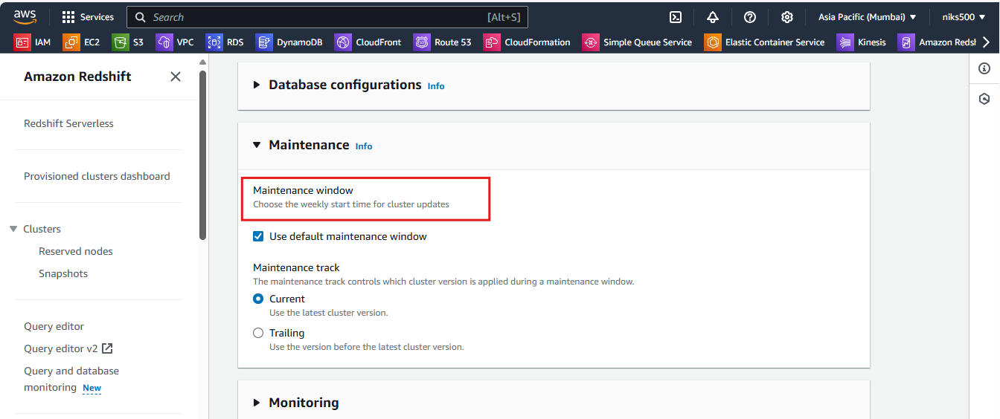 aws
Services
Search [Alt+S]
Asia Pacific (Mumbai)
niks500
IAM EC2 S3 VPC RDS DynamoDB CloudFront Route 53 CloudFormation Simple Queue Service Elastic Container Service Kinesis Amazon Redsh
Amazon Redshift
Redshift Serverless
Provisioned clusters dashboard
Clusters
Reserved nodes
Snapshots
Query editor
Query editor v2
Query and database
monitoring New
Database configurations Info
Maintenance Info
Maintenance window
Choose the weekly start time for cluster updates
Use default maintenance window
Maintenance track
The maintenance track controls which cluster version is applied during a maintenance window.
Current
Use the latest cluster version.
Trailing
Use the version before the latest cluster version.
Monitoring